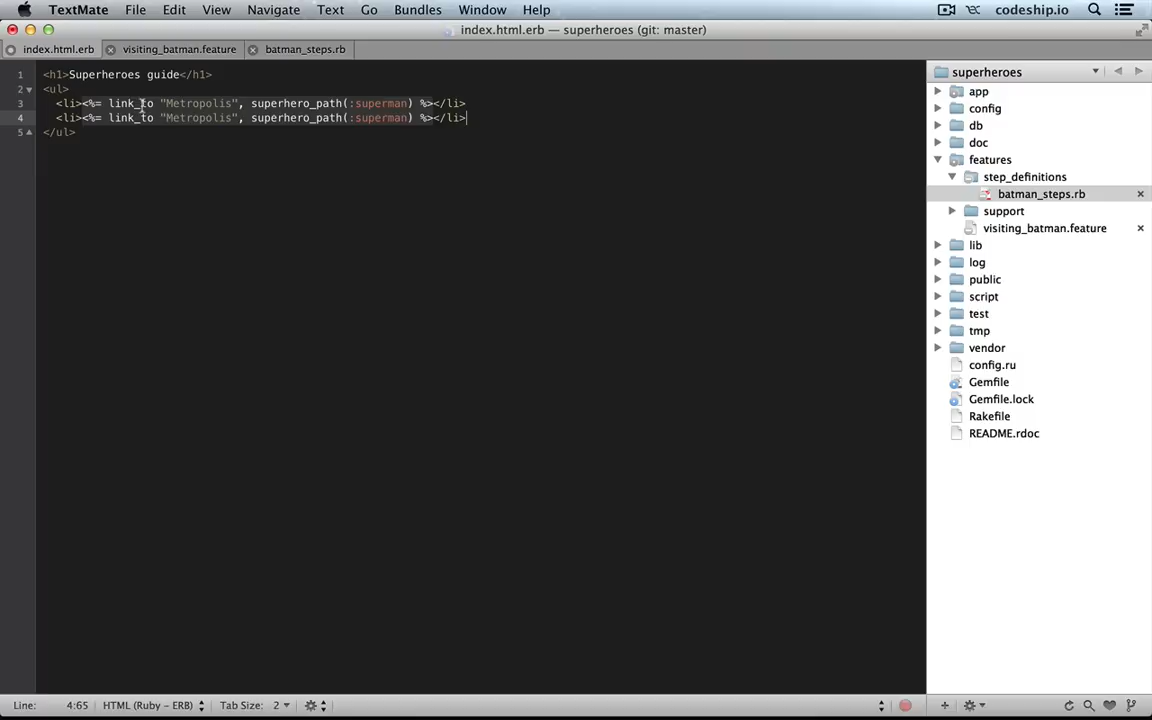 TextMate File Edit View Navigate Text Go Bundles Window Help codeship.io
index.html.erb — superheroes (git: master)
index.html.erb visiting_batman.feature batman_steps.rb
1 <h1>Superheroes guide</h1>
2 <ul>
3 <li><%= link_to "Metropolis", superhero_path(:superman) %></li>
4 <li><%= link_to "Metropolis", superhero_path(:superman) %></li>
5 </ul>
superheroes
app
config
db
doc
features
step_definitions
batman_steps.rb
support
visiting_batman.feature
lib
log
public
script
test
tmp
vendor
config.ru
Gemfile
Gemfile.lock
Rakefile
README.rdoc
Line: 4:65 HTML (Ruby – ERB) Tab Size: 2